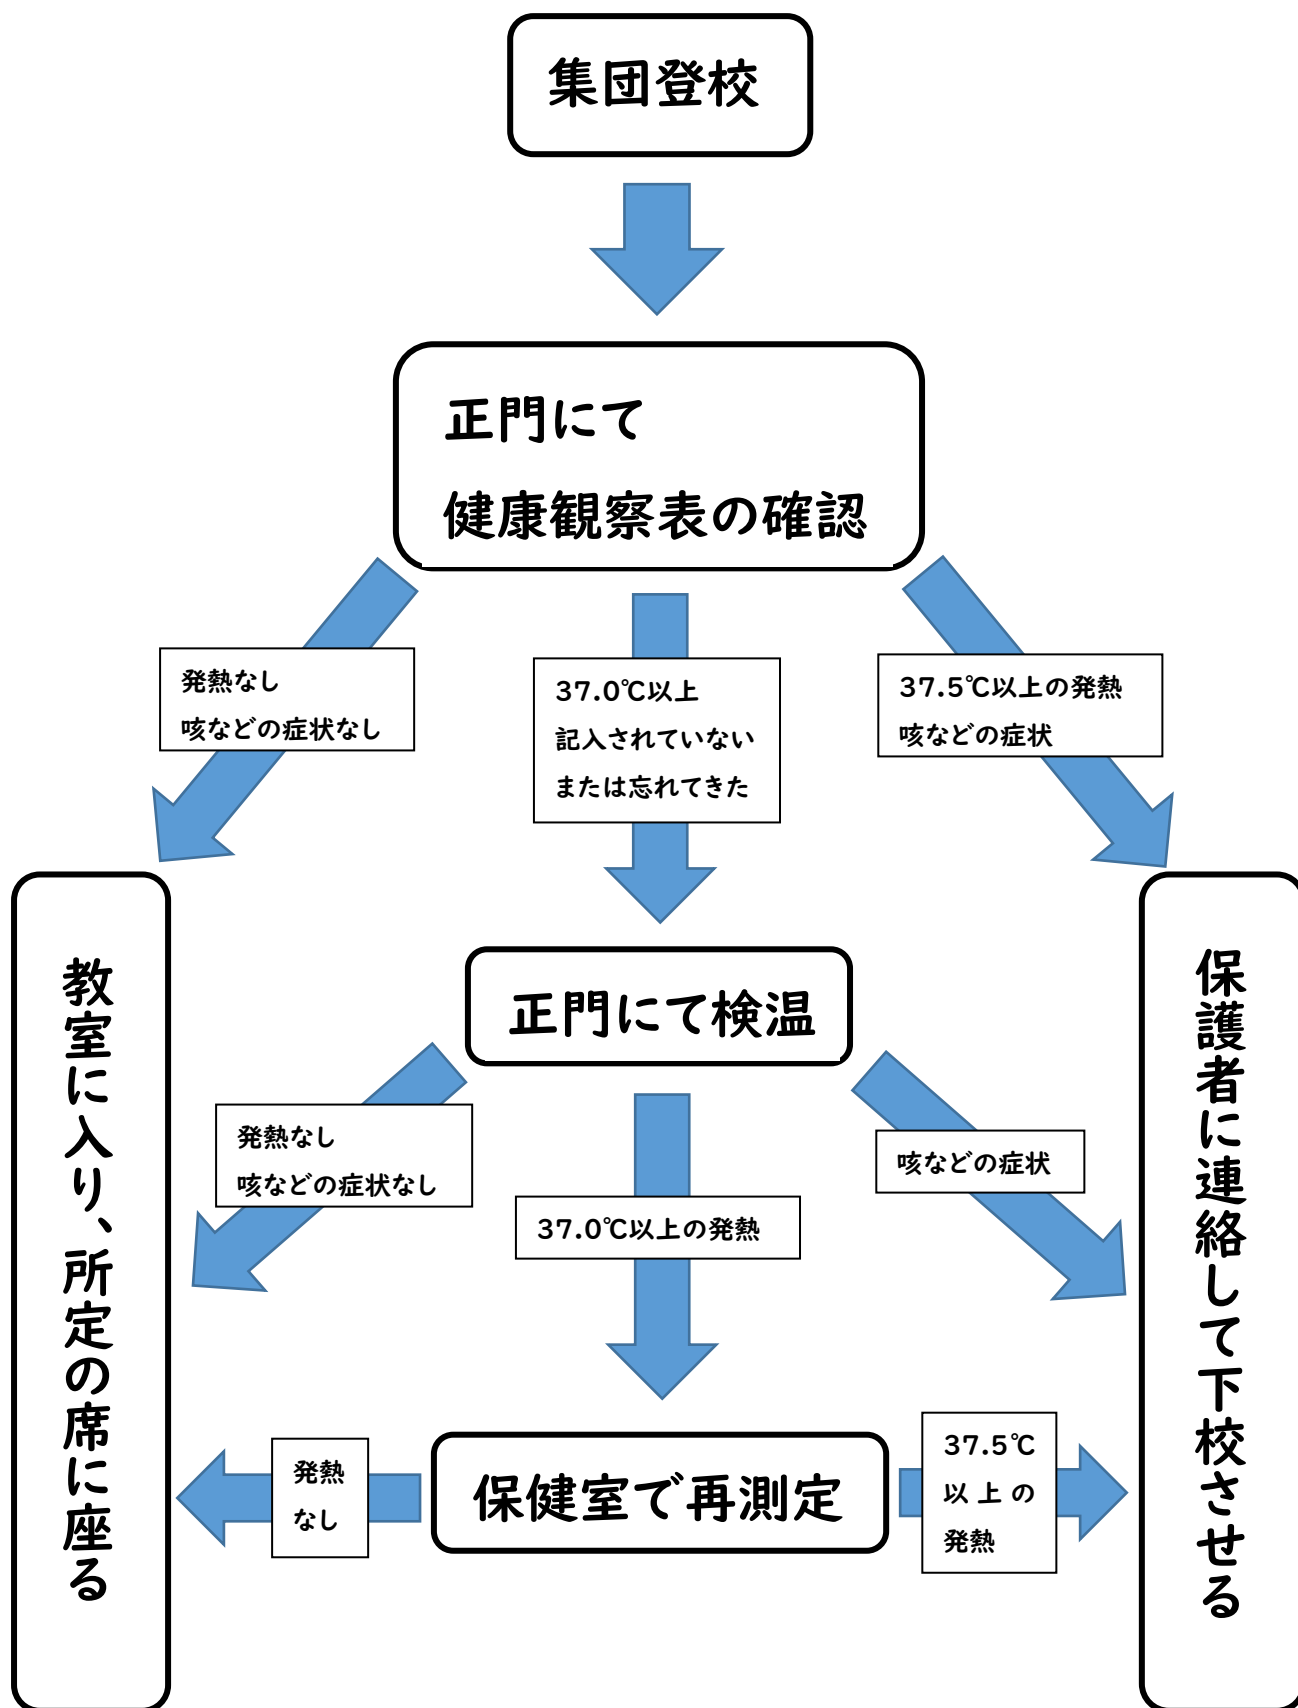 集団登校
正門にて
健康観察表の確認
発熱なし
咳などの症状なし
37.0℃以上
記入されていない
または忘れてきた
37.5℃以上の発熱
咳などの症状
正門にて検温
教室に入り、所定の席に座る
保護者に連絡して下校させる
発熱なし
咳などの症状なし
37.0℃以上の発熱
咳などの症状
発熱
なし
保健室で再測定
37.5℃
以上の
発熱